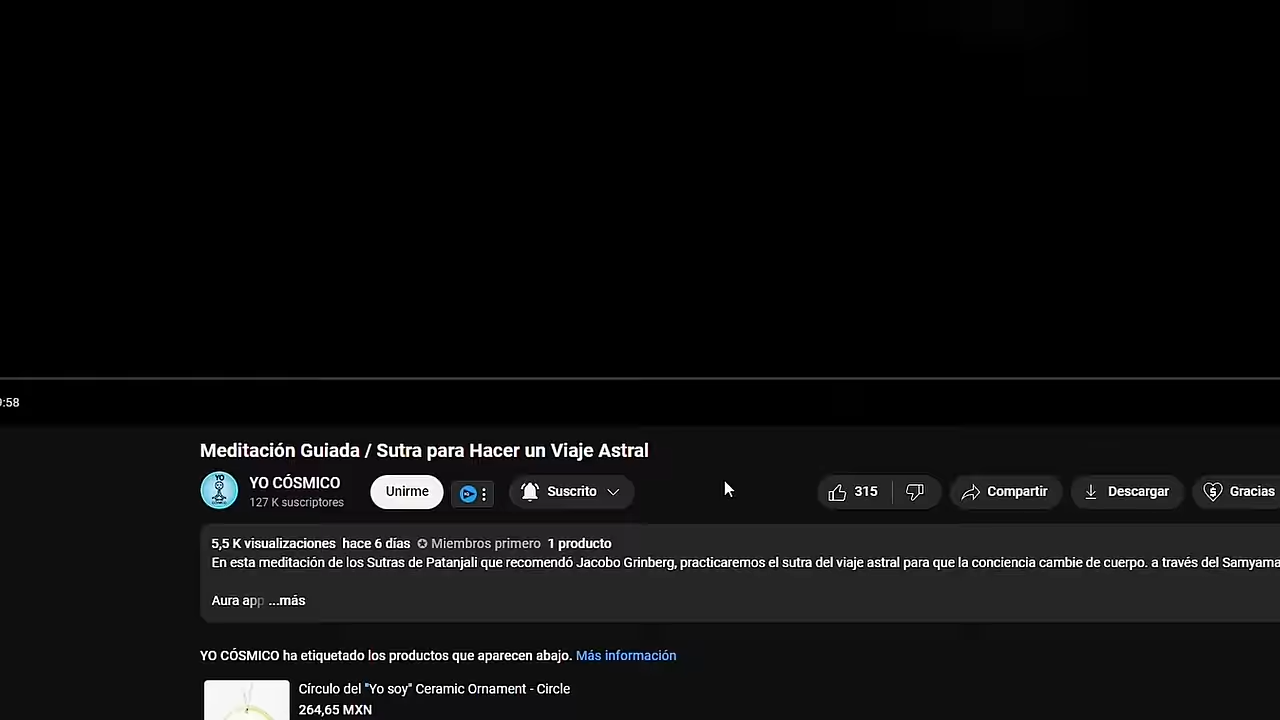 :58
Meditación Guiada / Sutra para Hacer un Viaje Astral
YO CÓSMICO
127 K suscriptores
Unirme
Suscrito
315
Compartir
Descargar
Gracias
5,5 K visualizaciones hace 6 días Miembros primero 1 producto
En esta meditación de los Sutras de Patanjali que recomendó Jacobo Grinberg, practicaremos el sutra del viaje astral para que la conciencia cambie de cuerpo. a través del Samyama
Aura app ...más
YO CÓSMICO ha etiquetado los productos que aparecen abajo. Más información
Círculo del "Yo soy" Ceramic Ornament - Circle
264,65 MXN